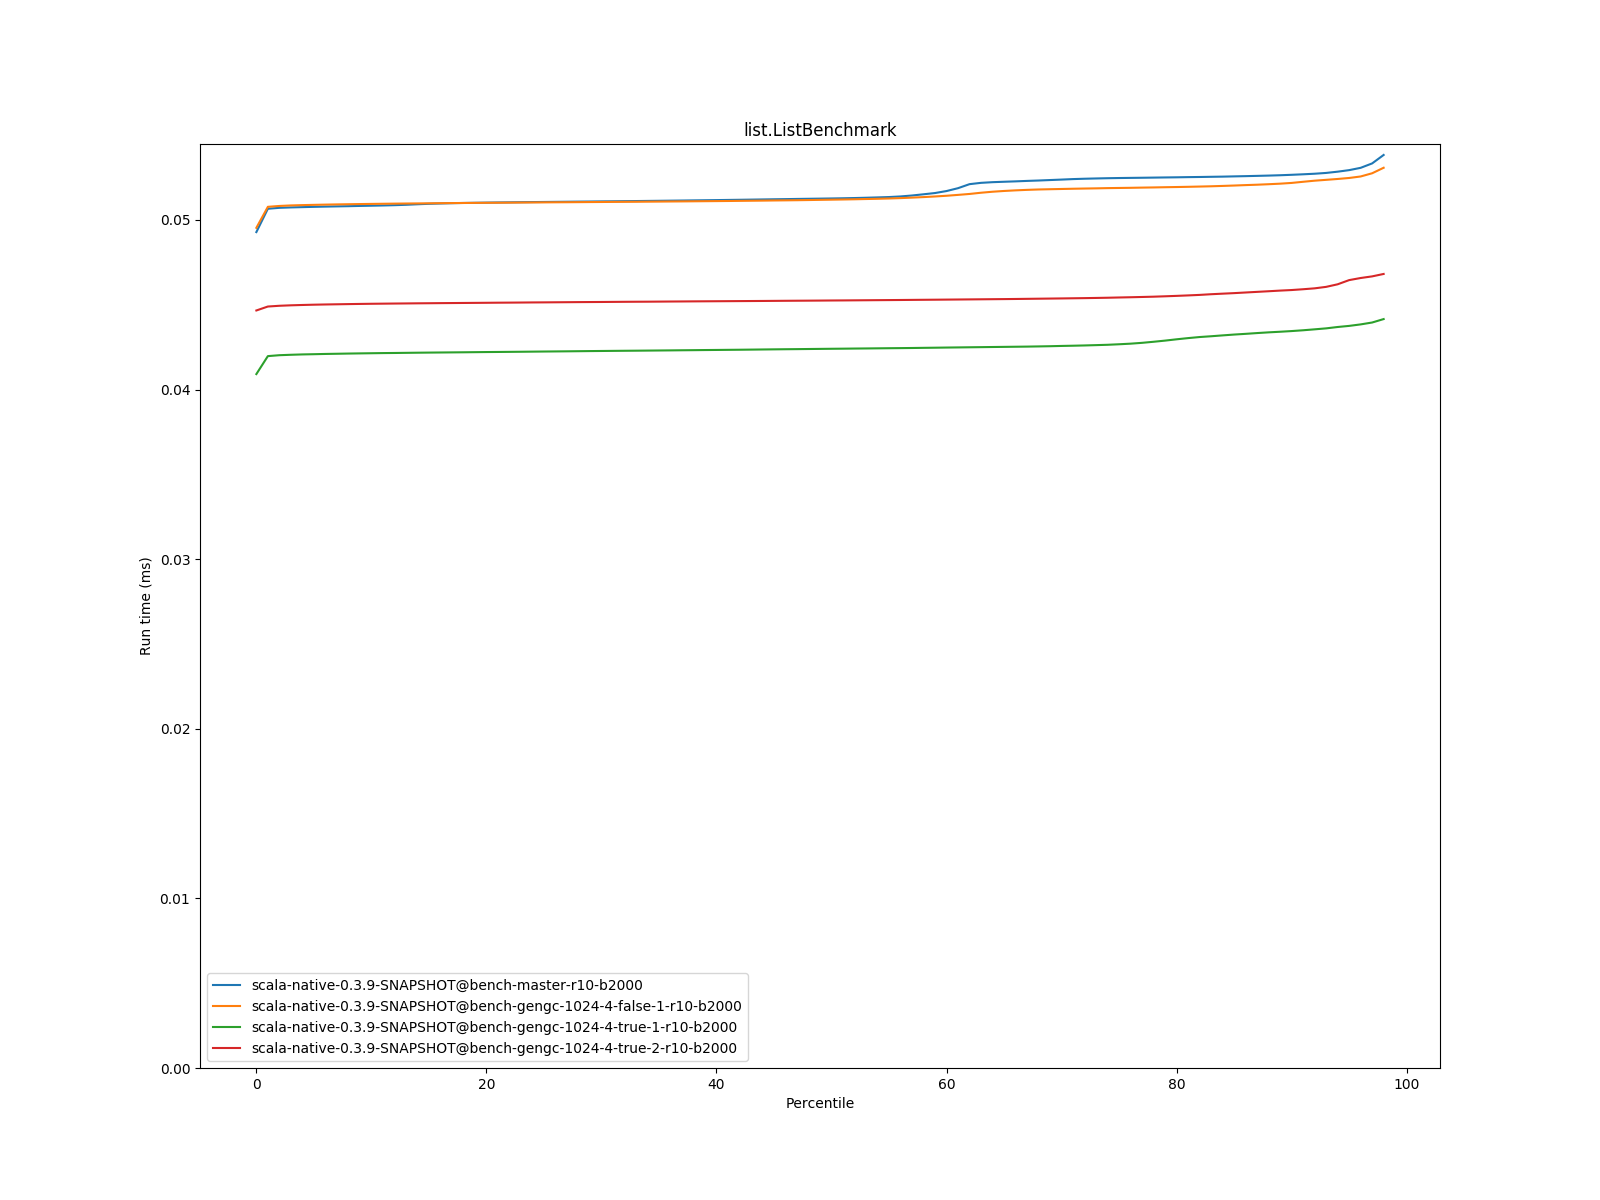 list.ListBenchmark
Run time (ms)
0.05
0.04
0.03
0.02
0.01
0.00
scala-native-0.3.9-SNAPSHOT@bench-master-r10-b2000
scala-native-0.3.9-SNAPSHOT@bench-gengc-1024-4-false-1-r10-b2000
scala-native-0.3.9-SNAPSHOT@bench-gengc-1024-4-true-1-r10-b2000
scala-native-0.3.9-SNAPSHOT@bench-gengc-1024-4-true-2-r10-b2000
0 20 40 60 80 100
Percentile